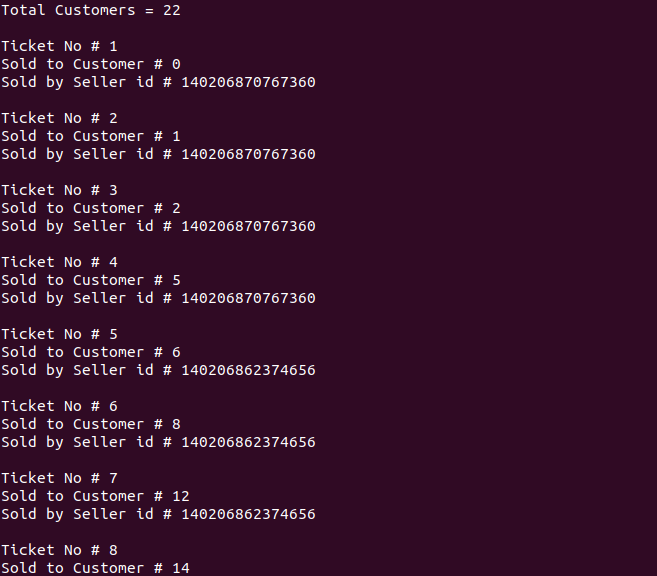 Total Customers = 22
Ticket No # 1
Sold to Customer # 0
Sold by Seller id # 140206870767360
Ticket No # 2
Sold to Customer # 1
Sold by Seller id # 140206870767360
Ticket No # 3
Sold to Customer # 2
Sold by Seller id # 140206870767360
Ticket No # 4
Sold to Customer # 5
Sold by Seller id # 140206870767360
Ticket No # 5
Sold to Customer # 6
Sold by Seller id # 140206862374656
Ticket No # 6
Sold to Customer # 8
Sold by Seller id # 140206862374656
Ticket No # 7
Sold to Customer # 12
Sold by Seller id # 140206862374656
Ticket No # 8
Sold to Customer # 14